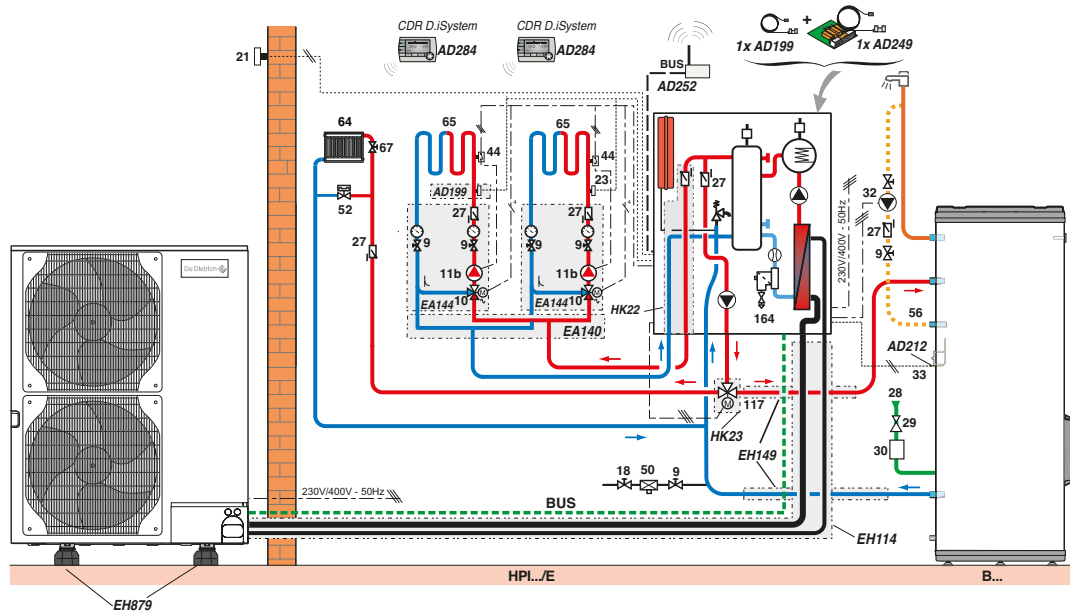 CDR D.iSystem
AD284
CDR D.iSystem
AD284
BUS
AD252
1x AD199
+
1x AD249
21
64
67
65
44
65
44
23
AD199
52
27
27
27
27
32
27
9
9
9
9
9
11b
11b
10
10
M
M
EA144
EA144
EA140
HK22
164
230V/400V - 50Hz
230V/400V - 50Hz
56
AD212
33
De Dietrich
M
117
HK23
EH149
28
29
30
18
50
9
230V/400V - 50Hz
BUS
EH114
HPI.../E
B...
EH879